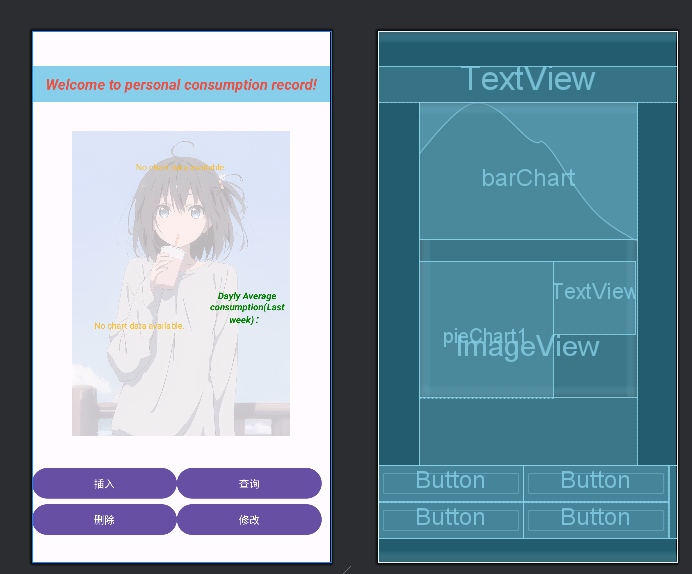 Welcome to personal consumption record!
No chart data available.
Dayly Average
consumption(Last
week)：
No chart data available.
插入
查询
删除
修改
TextView
barChart
TextView
pieChart1
ImageView
Button
Button
Button
Button